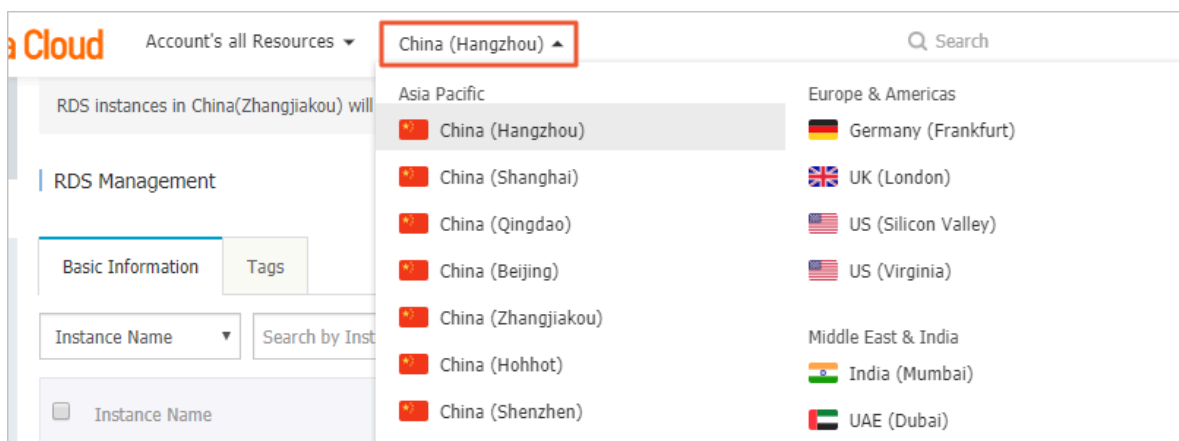 a Cloud
Account's all Resources
China (Hangzhou)
Search
RDS instances in China(Zhangjiakou) will
RDS Management
Basic Information
Tags
Instance Name
Search by Inst
Instance Name
Asia Pacific
China (Hangzhou)
China (Shanghai)
China (Qingdao)
China (Beijing)
China (Zhangjiakou)
China (Hohhot)
China (Shenzhen)
Europe & Americas
Germany (Frankfurt)
UK (London)
US (Silicon Valley)
US (Virginia)
Middle East & India
India (Mumbai)
UAE (Dubai)